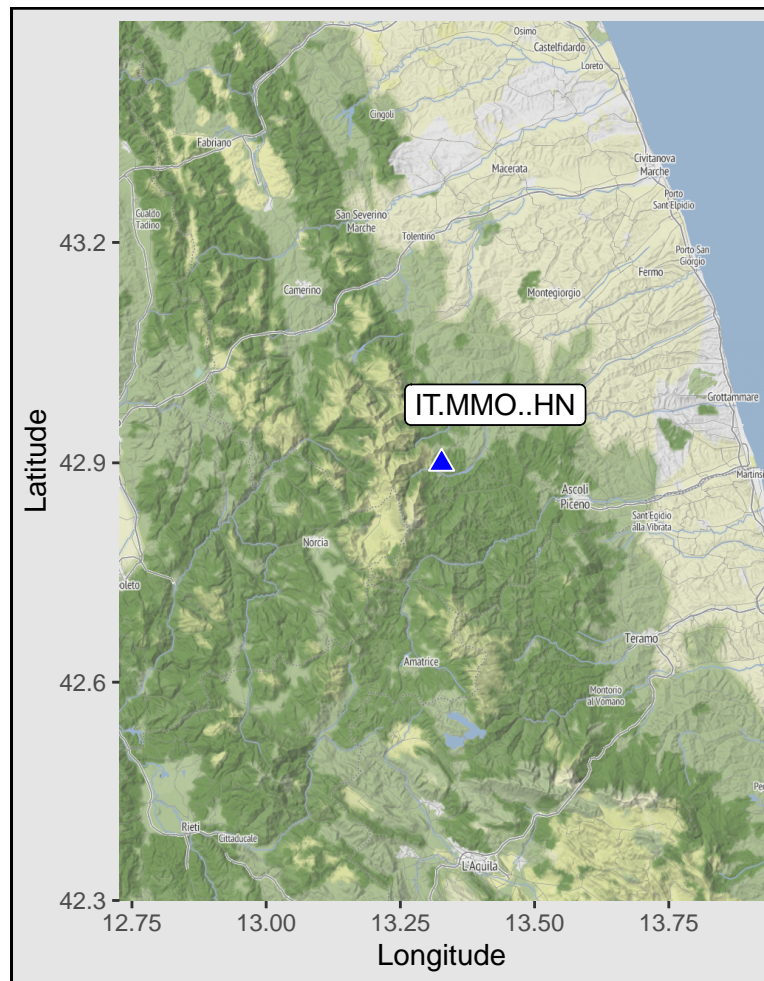 Osimo
Castelfidardo
Loreto
Cingoli
Fabriano
Civitanova
Marche
Macerata
Porto
Sant'Elpidio
Gualdo
Tadino
San Severino
Marche
Tolentino
43.2
Porto San
Giorgio
Fermo
Camerino
Montegiorgio
IT.MMO..HN
Grottammare
Latitude
42.9
Martins
Ascoli
Piceno
Sant'Egidio
alla Vibrata
Norcia
oleto
Teramo
Amatrice
42.6
Montorio
al Vomano
Pe
Rieti
Cittaducale
L'Aquila
42.3
12.75 13.00 13.25 13.50 13.75
Longitude